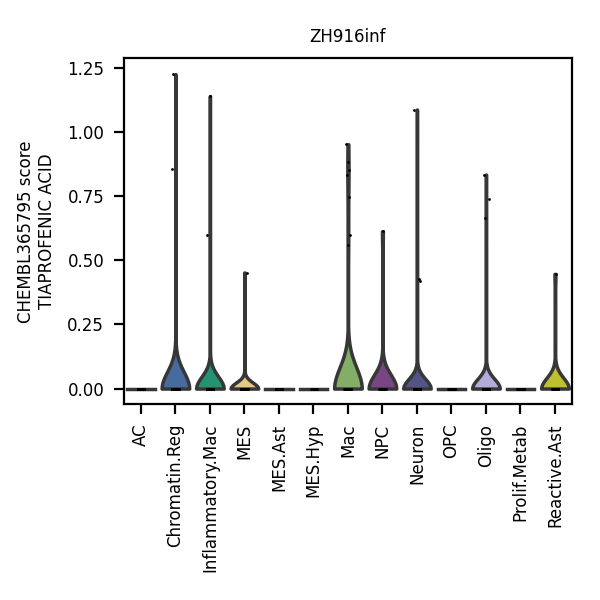 ZH916inf
CHEMBL365795 score
TIAPROFENIC ACID
1.25
1.00
0.75
0.50
0.25
0.00
AC
Chromatin.Reg
Inflammatory.Mac
MES
MES.Ast
MES.Hyp
Mac
NPC
Neuron
OPC
Oligo
Prolif.Metab
Reactive.Ast